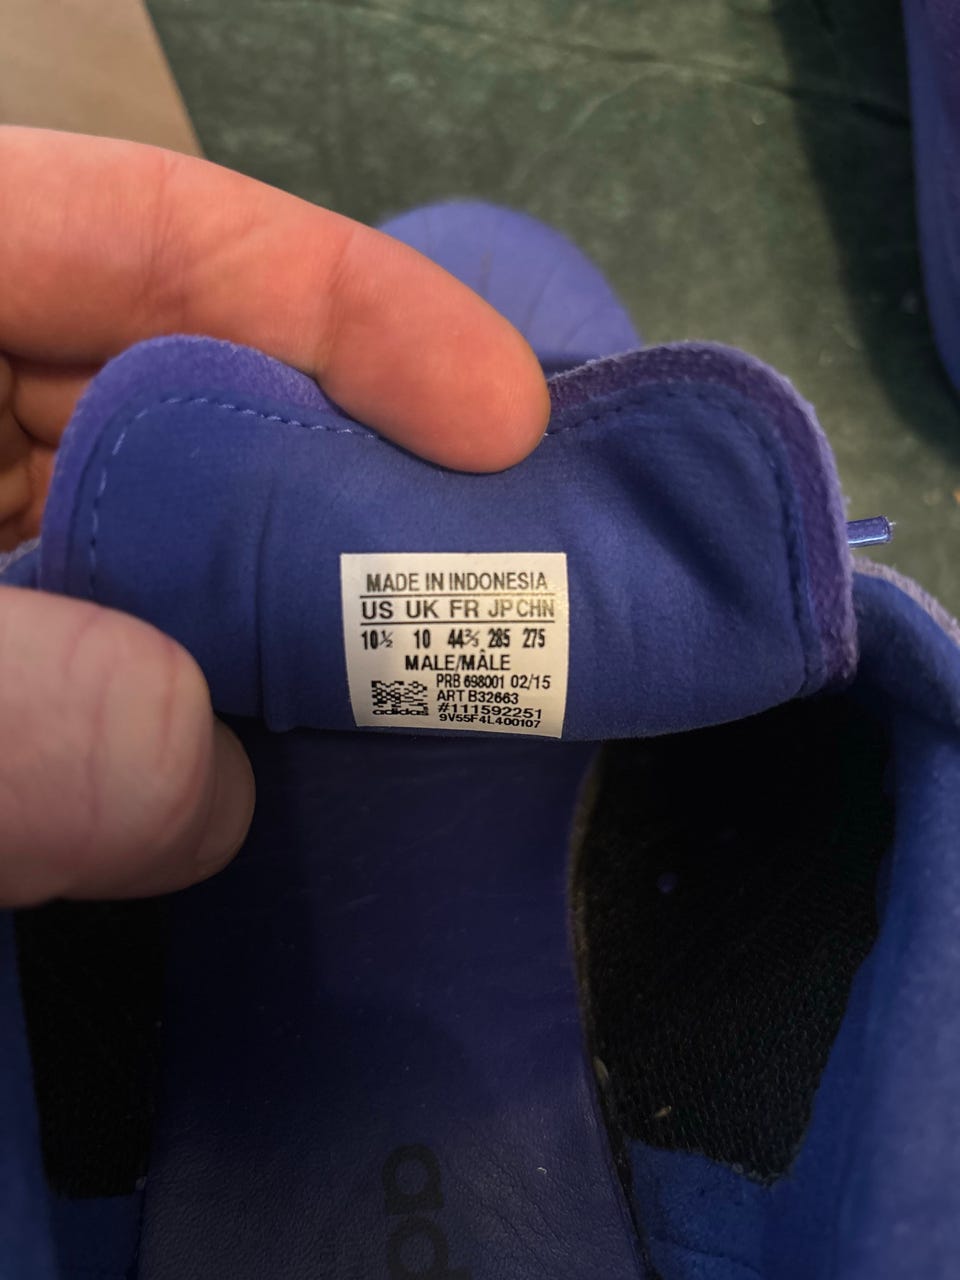 MADE IN INDONESIA
US UK FR JP CHN
10½ 10 44⅔ 285 275
MALE/MÂLE
PRB 698001 02/15
ART B32663
#111592251
adidas
9V55F4L400107